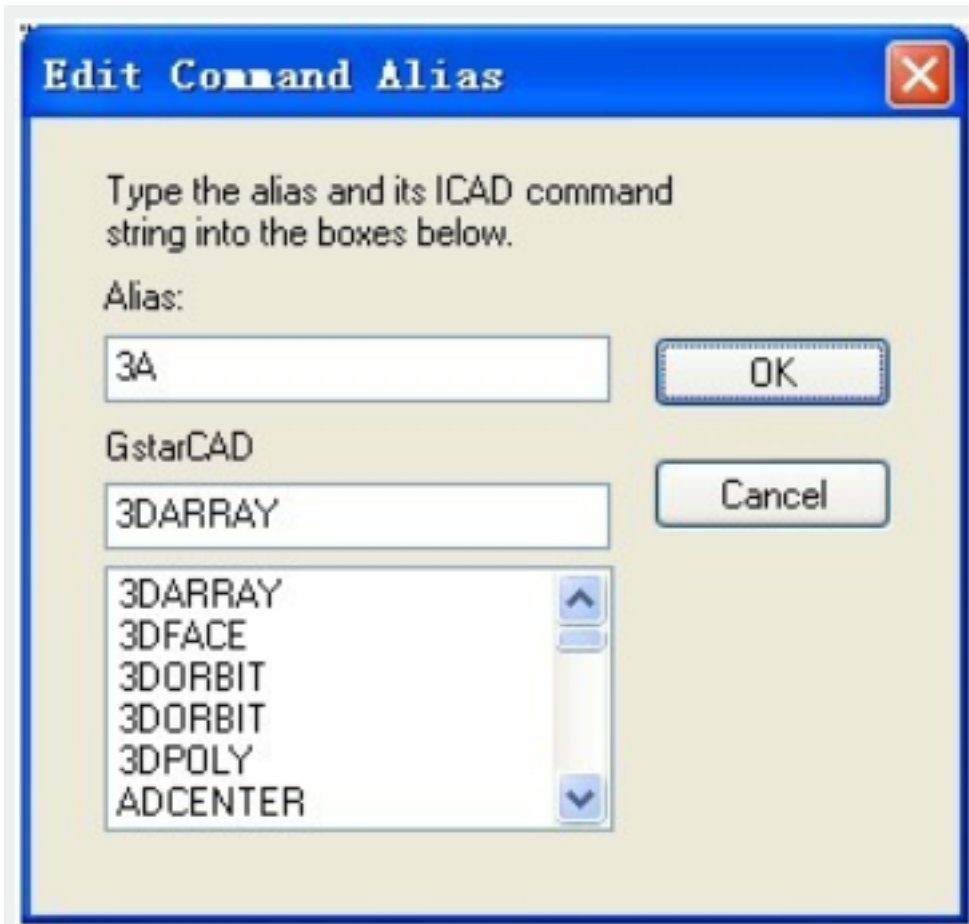 Edit Command Alias
Type the alias and its ICAD command
string into the boxes below.
Alias:
3A
OK
GstarCAD
3DARRAY
Cancel
3DARRAY
3DFACE
3DORBIT
3DORBIT
3DPOLY
ADCENTER